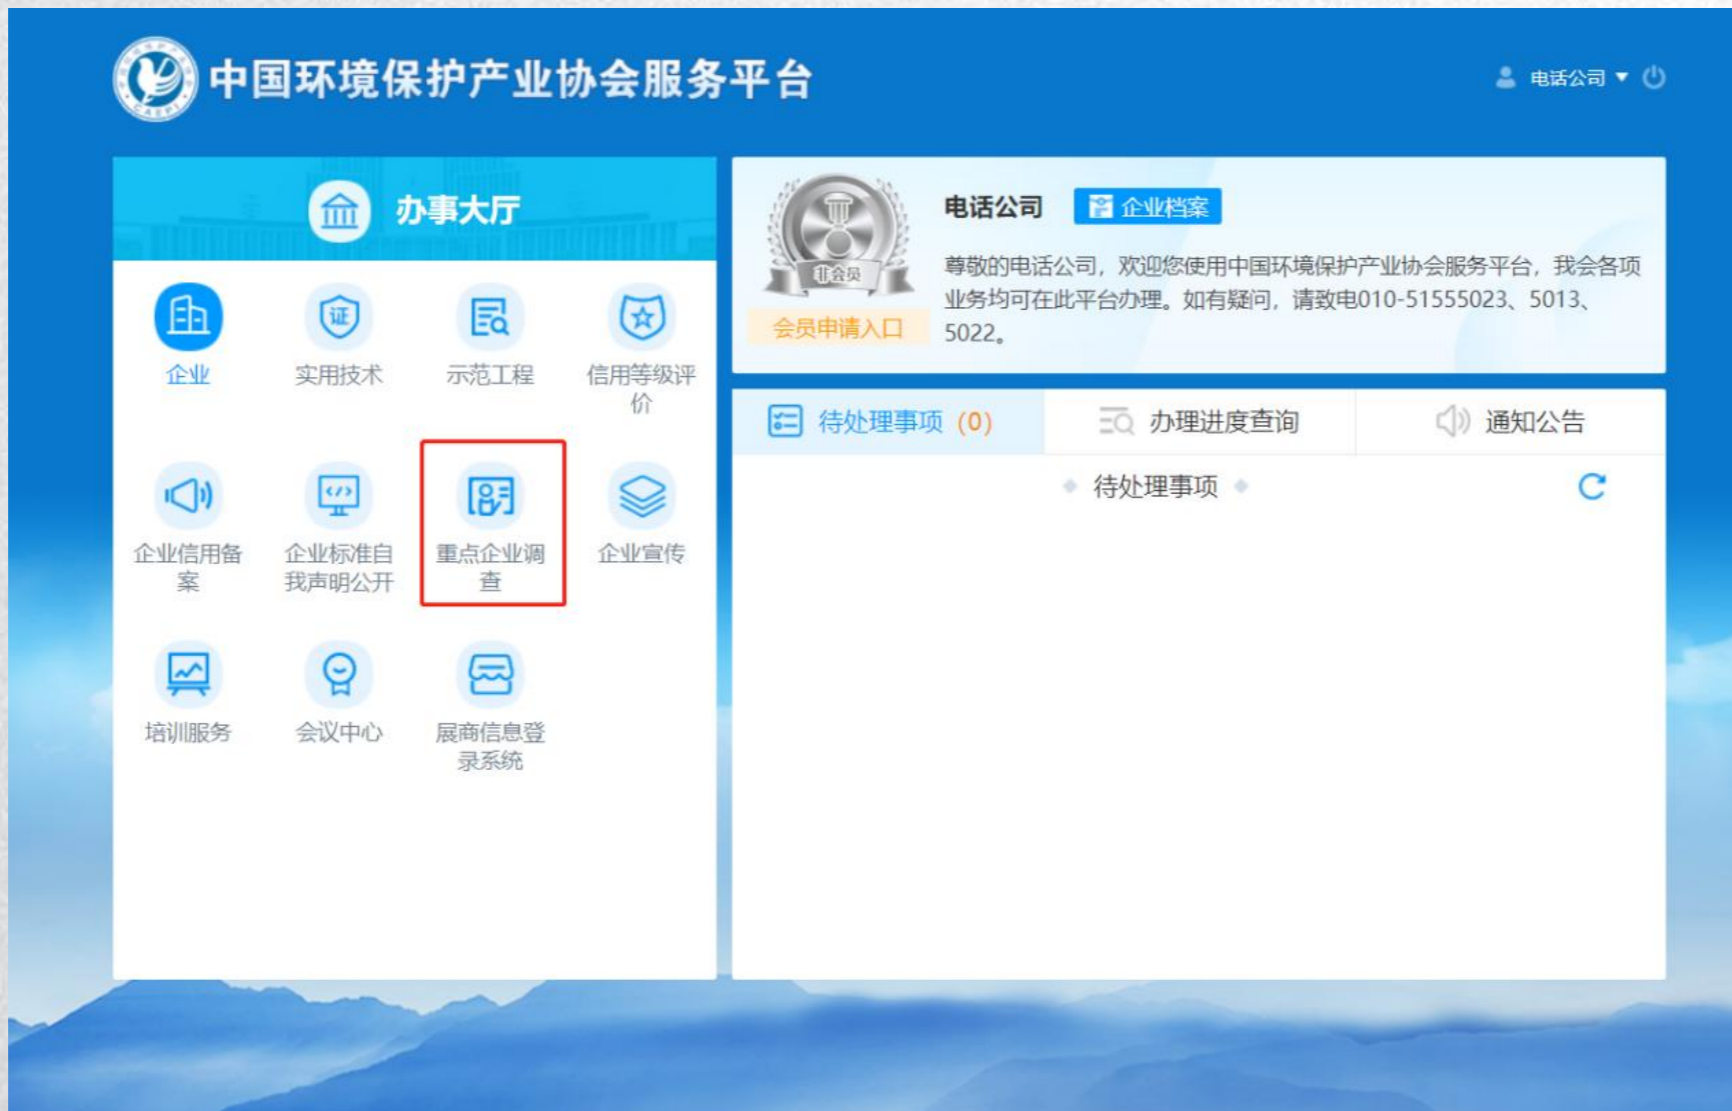 中国环境保护产业协会服务平台
电话公司
办事大厅
企业
实用技术
示范工程
信用等级评
价
企业信用备
案
企业标准自
我声明公开
重点企业调
查
企业宣传
培训服务
会议中心
展商信息登
录系统
非会员
会员申请入口
电话公司
企业档案
尊敬的电话公司，欢迎您使用中国环境保护产业协会服务平台，我会各项
业务均可在此平台办理。如有疑问，请致电010-51555023、5013、
5022。
待处理事项 (0)
办理进度查询
通知公告
待处理事项